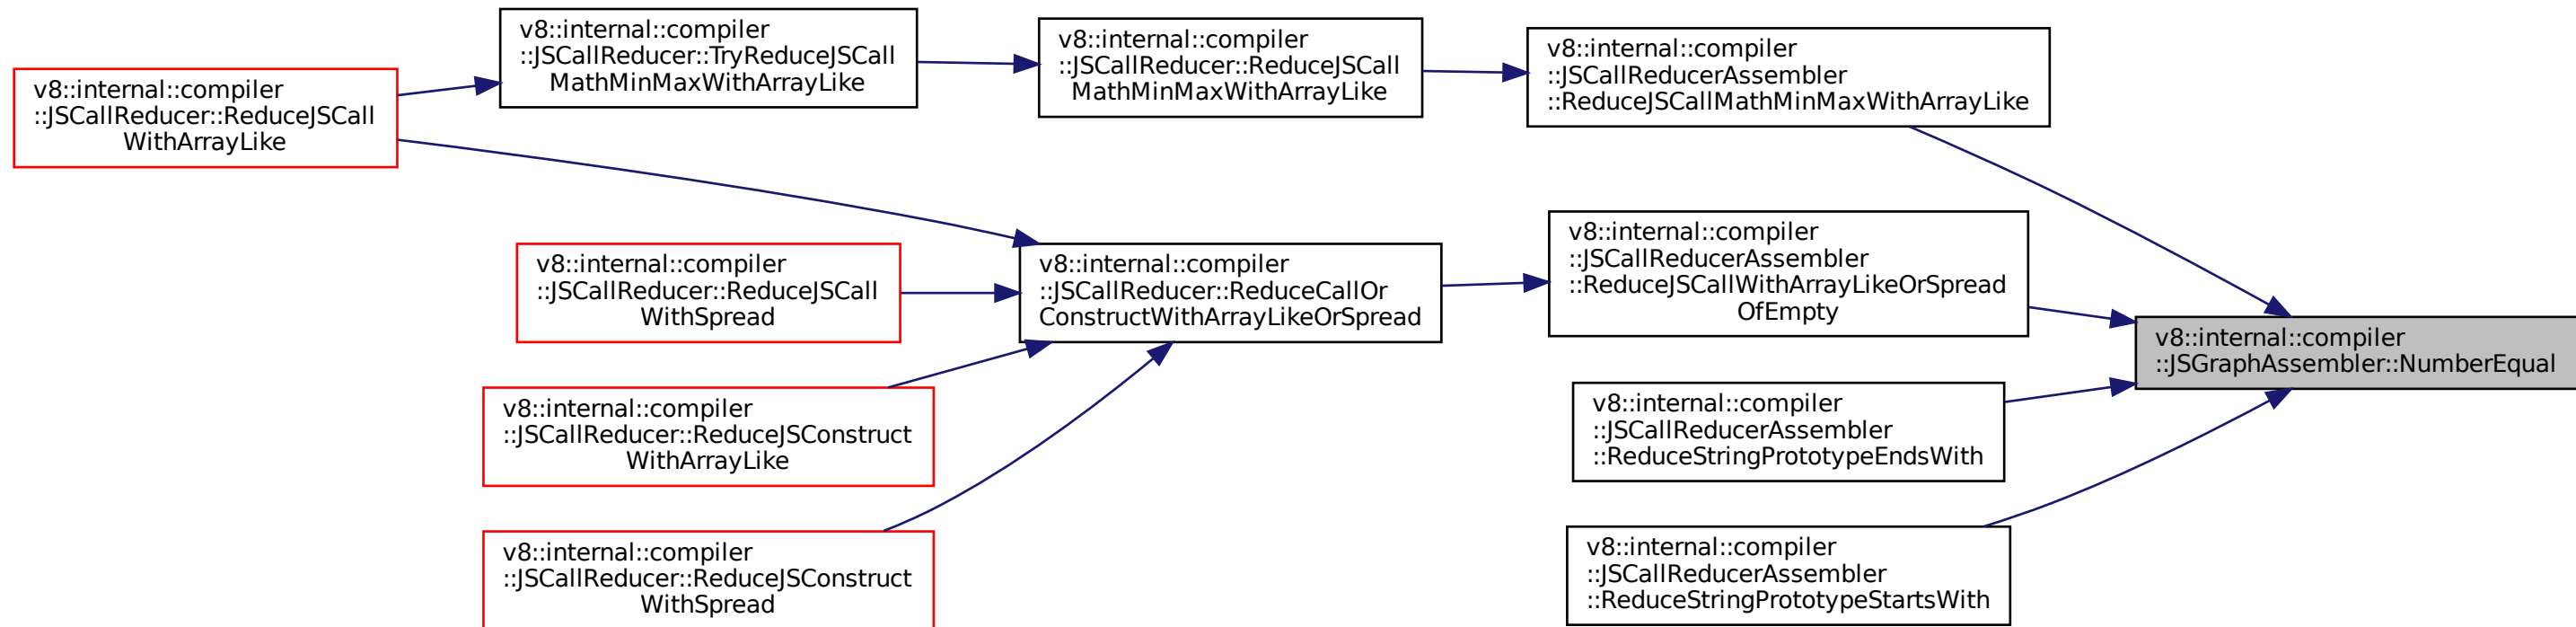 v8::internal::compiler
::JSCallReducer::ReduceJSCall
WithArrayLike
v8::internal::compiler
::JSCallReducer::TryReduceJSCall
MathMinMaxWithArrayLike
v8::internal::compiler
::JSCallReducer::ReduceJSCall
MathMinMaxWithArrayLike
v8::internal::compiler
::JSCallReducerAssembler
::ReduceJSCallMathMinMaxWithArrayLike
v8::internal::compiler
::JSCallReducer::ReduceJSCall
WithSpread
v8::internal::compiler
::JSCallReducer::ReduceCallOr
ConstructWithArrayLikeOrSpread
v8::internal::compiler
::JSCallReducerAssembler
::ReduceJSCallWithArrayLikeOrSpread
OfEmpty
v8::internal::compiler
::JSGraphAssembler::NumberEqual
v8::internal::compiler
::JSCallReducer::ReduceJSConstruct
WithArrayLike
v8::internal::compiler
::JSCallReducerAssembler
::ReduceStringPrototypeEndsWith
v8::internal::compiler
::JSCallReducer::ReduceJSConstruct
WithSpread
v8::internal::compiler
::JSCallReducerAssembler
::ReduceStringPrototypeStartsWith